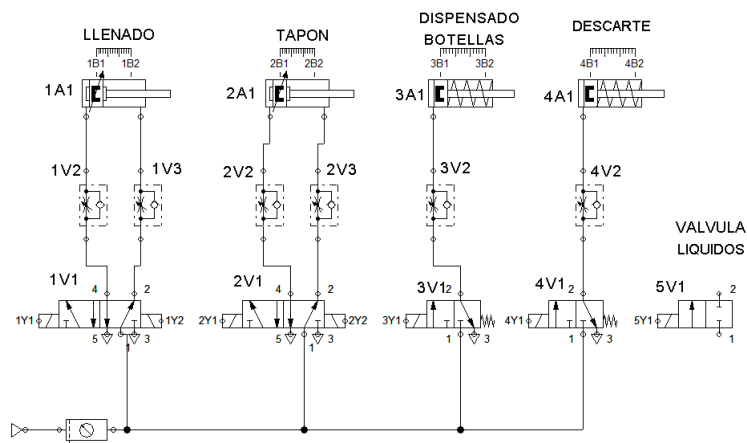 LLENADO
TAPON
DISPENSADO
BOTELLAS
DESCARTE
1B1 1B2
2B1 2B2
3B1 3B2
4B1 4B2
1A1
2A1
3A1
4A1
1V2 1V3
2V2 2V3
3V2
4V2
VALVULA
LIQUIDOS
1V1 4 2
2V1 4 2
3V1 2
4V1 2
5V1 2
1Y1 1Y2
2Y1 2Y2
3Y1
4Y1
5Y1
5 1 3
5 1 3
1 3
1 3
1